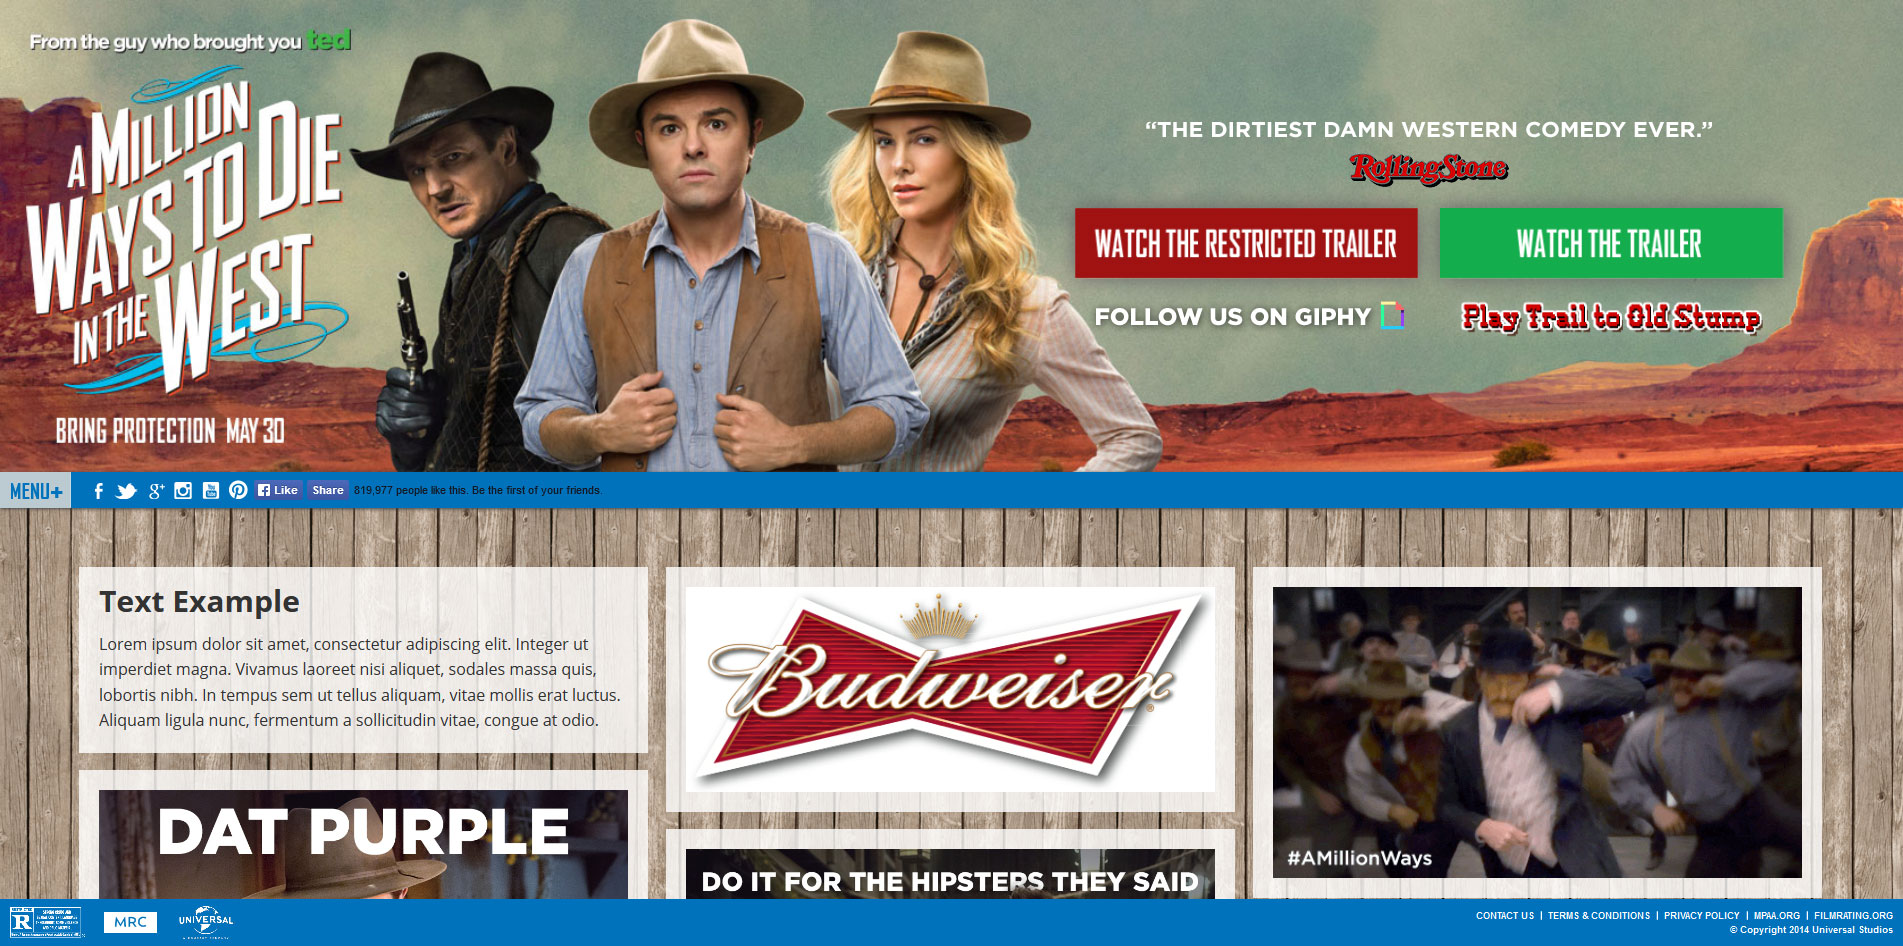 From the guy who brought you ted
A MILLION
WAYS TO DIE
IN THE WEST
BRING PROTECTION MAY 30
“THE DIRTIEST DAMN WESTERN COMEDY EVER.”
RollingStone
WATCH THE RESTRICTED TRAILER
WATCH THE TRAILER
FOLLOW US ON GIPHY
Play Trail to Old Stump
MENU+
f g+ You Tube f Like Share 819,977 people like this. Be the first of your friends.
Text Example
Lorem ipsum dolor sit amet, consectetur adipiscing elit. Integer ut
imperdiet magna. Vivamus laoreet nisi aliquet, sodales massa quis,
lobortis nibh. In tempus sem ut tellus aliquam, vitae mollis erat luctus.
Aliquam ligula nunc, fermentum a sollicitudin vitae, congue at odio.
Budweiser®
#AMillionWays
DAT PURPLE
DO IT FOR THE HIPSTERS THEY SAID
R
MRC
UNIVERSAL
CONTACT US | TERMS & CONDITIONS | PRIVACY POLICY | MPAA.ORG | FILMRATING.ORG
© Copyright 2014 Universal Studios